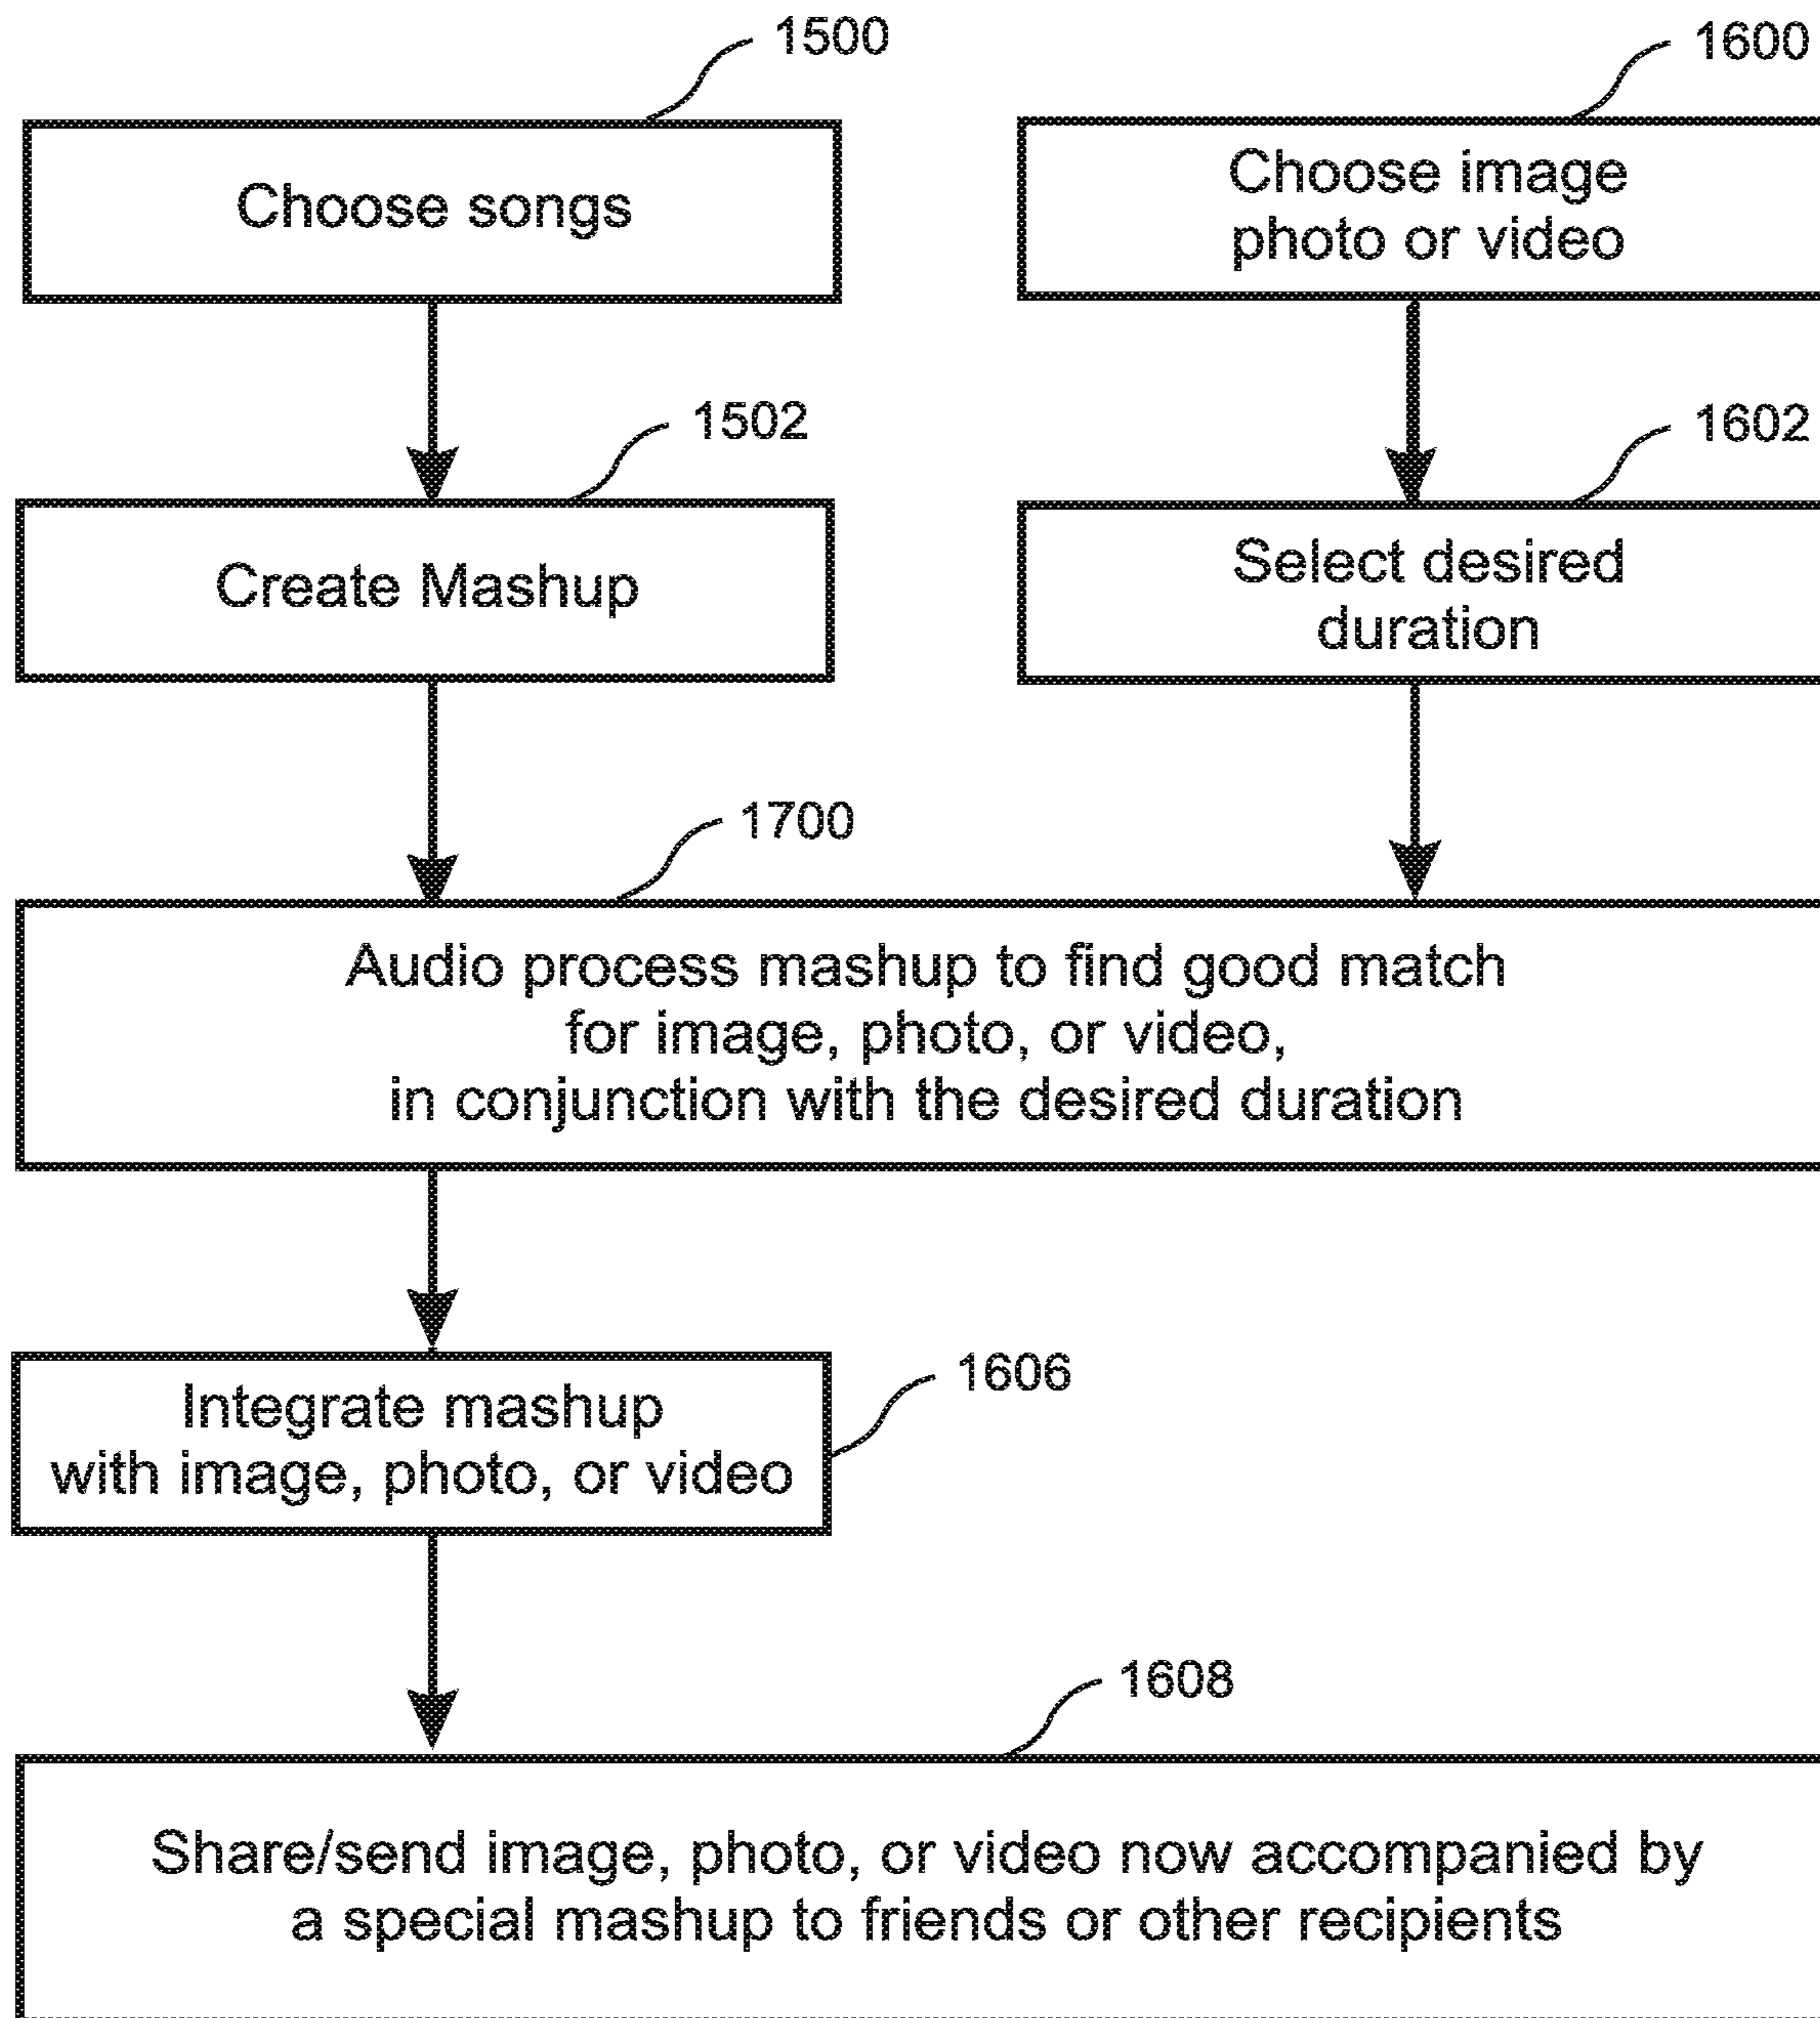 1500
Choose songs
1600
Choose image
photo or video
1502
Create Mashup
1602
Select desired
duration
1700
Audio process mashup to find good match
for image, photo, or video,
in conjunction with the desired duration
Integrate mashup
with image, photo, or video
1606
1608
Share/send image, photo, or video now accompanied by
a special mashup to friends or other recipients